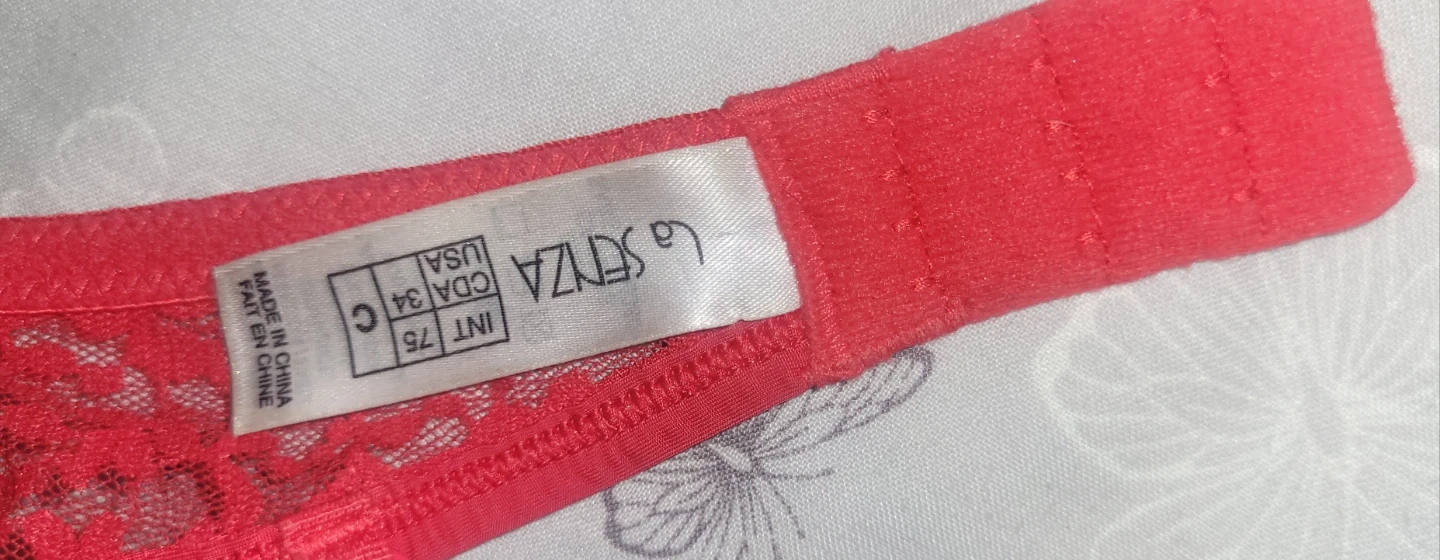 La SENZA
INT CDA USA
75 34
C
MADE IN CHINA
FAIT EN CHINE